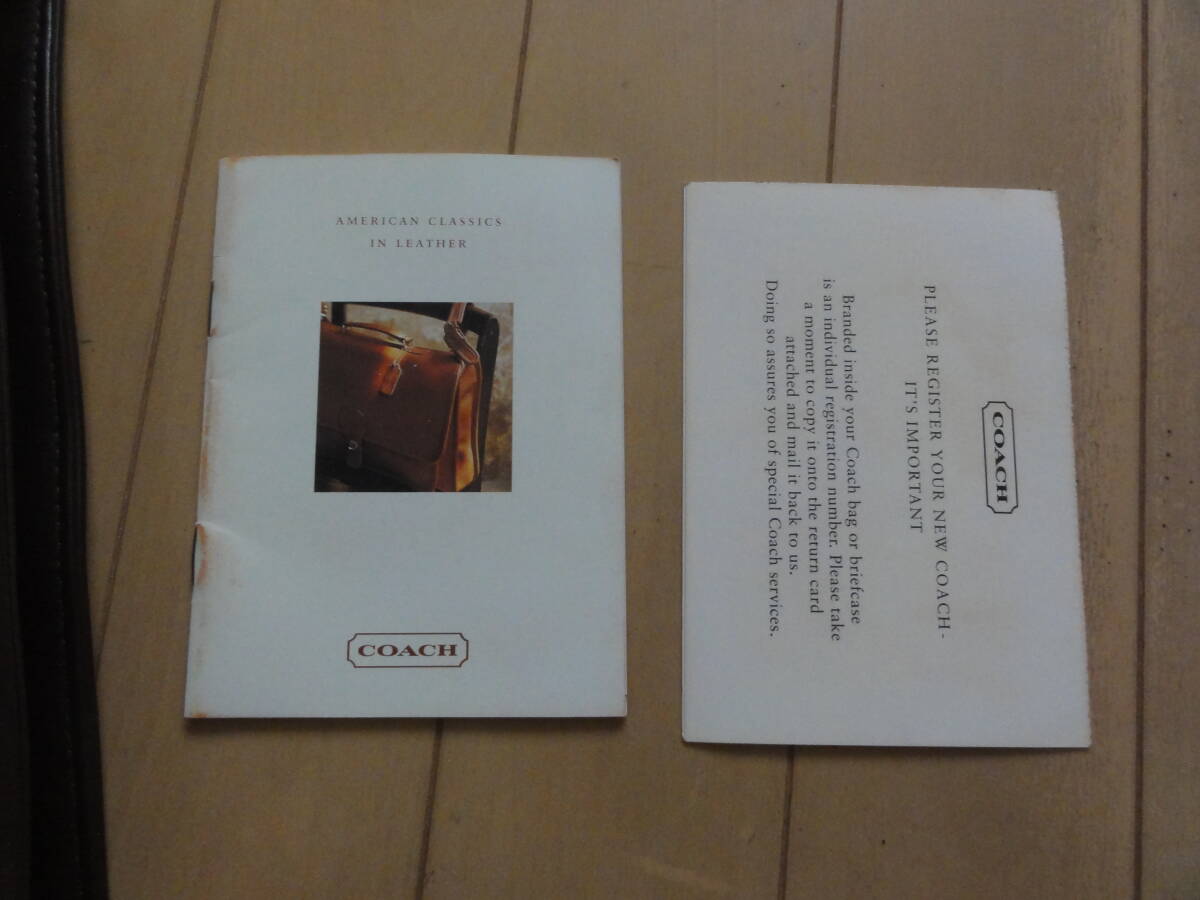 AMERICAN CLASSICS
IN LEATHER
COACH
COACH
PLEASE REGISTER YOUR NEW COACH-
IT'S IMPORTANT
Branded inside your Coach bag or briefcase
is an individual registration number. Please take
a moment to copy it onto the return card
attached and mail it back to us.
Doing so assures you of special Coach services.